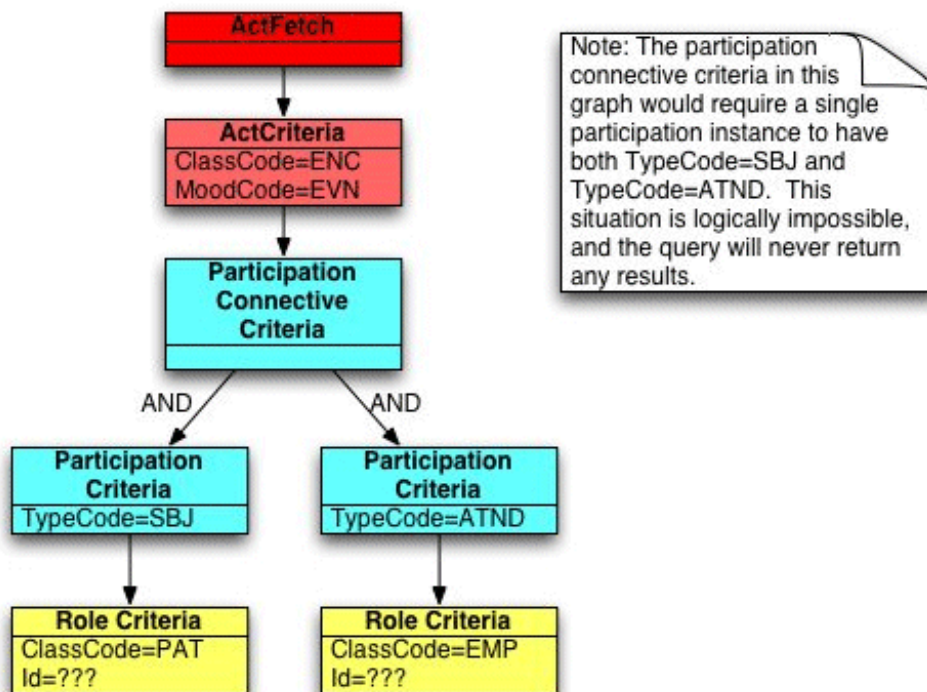 ActFetch
Note: The participation
connective criteria in this
graph would require a single
participation instance to have
both TypeCode=SBJ and
TypeCode=ATND.  This
situation is logically impossible,
and the query will never return
any results.
ActCriteria
ClassCode=ENC
MoodCode=EVN
Participation
Connective
Criteria
AND
AND
Participation
Criteria
TypeCode=SBJ
Participation
Criteria
TypeCode=ATND
Role Criteria
ClassCode=PAT
Id=???
Role Criteria
ClassCode=EMP
Id=???